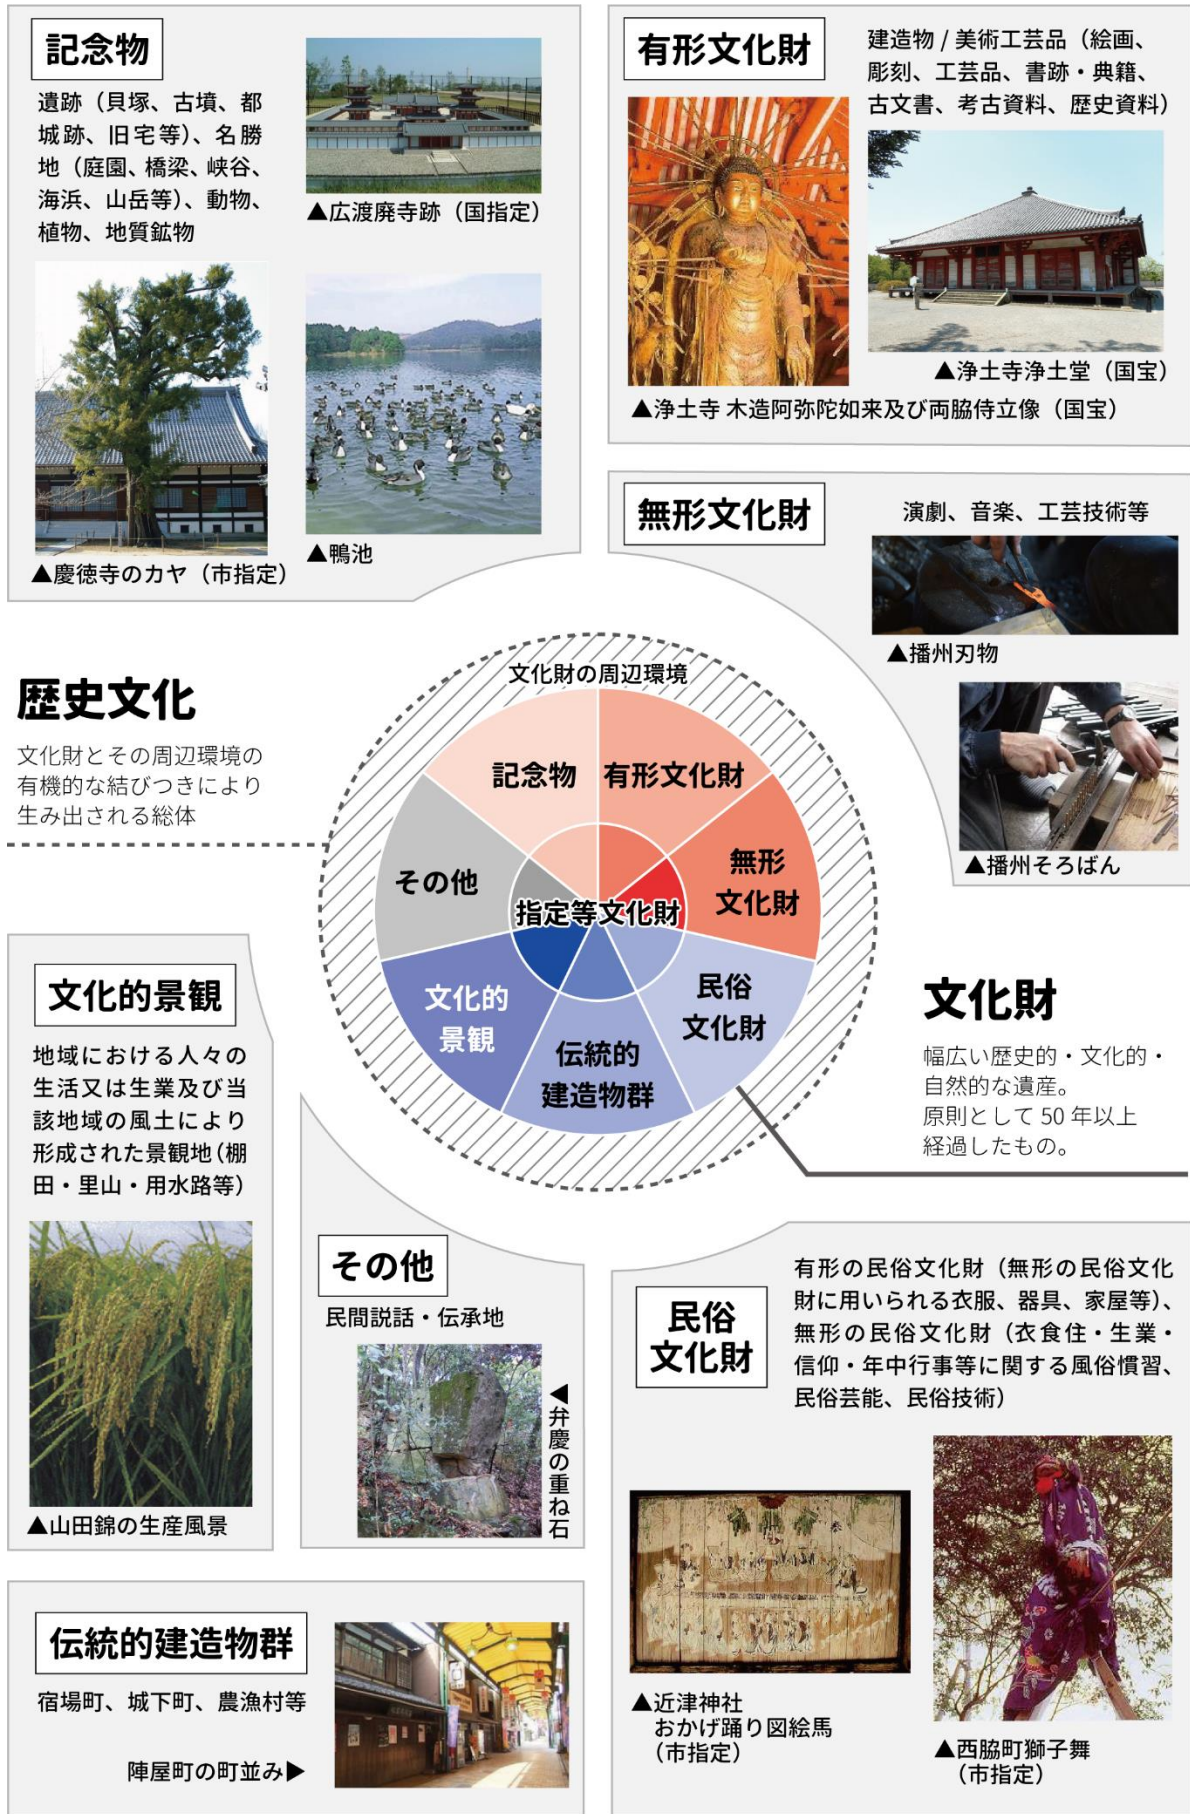 記念物
遺跡（貝塚、古墳、都
城跡、旧宅等）、名勝
地（庭園、橋梁、峡谷、
海浜、山岳等）、動物、
植物、地質鉱物
▲広渡廃寺跡（国指定）
▲慶徳寺のカヤ（市指定）
▲鴨池
有形文化財
建造物 / 美術工芸品（絵画、
彫刻、工芸品、書跡・典籍、
古文書、考古資料、歴史資料）
▲浄土寺浄土堂（国宝）
▲浄土寺 木造阿弥陀如来及び両脇侍立像（国宝）
無形文化財
演劇、音楽、工芸技術等
▲播州刃物
▲播州そろばん
歴史文化
文化財とその周辺環境の
有機的な結びつきにより
生み出される総体
文化財の周辺環境
記念物
有形文化財
無形
文化財
その他
指定等文化財
民俗
文化財
文化的
景観
伝統的
建造物群
文化財
幅広い歴史的・文化的・
自然的な遺産。
原則として 50 年以上
経過したもの。
文化的景観
地域における人々の
生活又は生業及び当
該地域の風土により
形成された景観地（棚
田・里山・用水路等）
▲山田錦の生産風景
その他
民間説話・伝承地
▲弁慶の重ね石
民俗
文化財
有形の民俗文化財（無形の民俗文化
財に用いられる衣服、器具、家屋等）、
無形の民俗文化財（衣食住・生業・
信仰・年中行事等に関する風俗慣習、
民俗芸能、民俗技術）
▲近津神社
おかげ踊り図絵馬
（市指定）
▲西脇町獅子舞
（市指定）
伝統的建造物群
宿場町、城下町、農漁村等
陣屋町の町並み▶